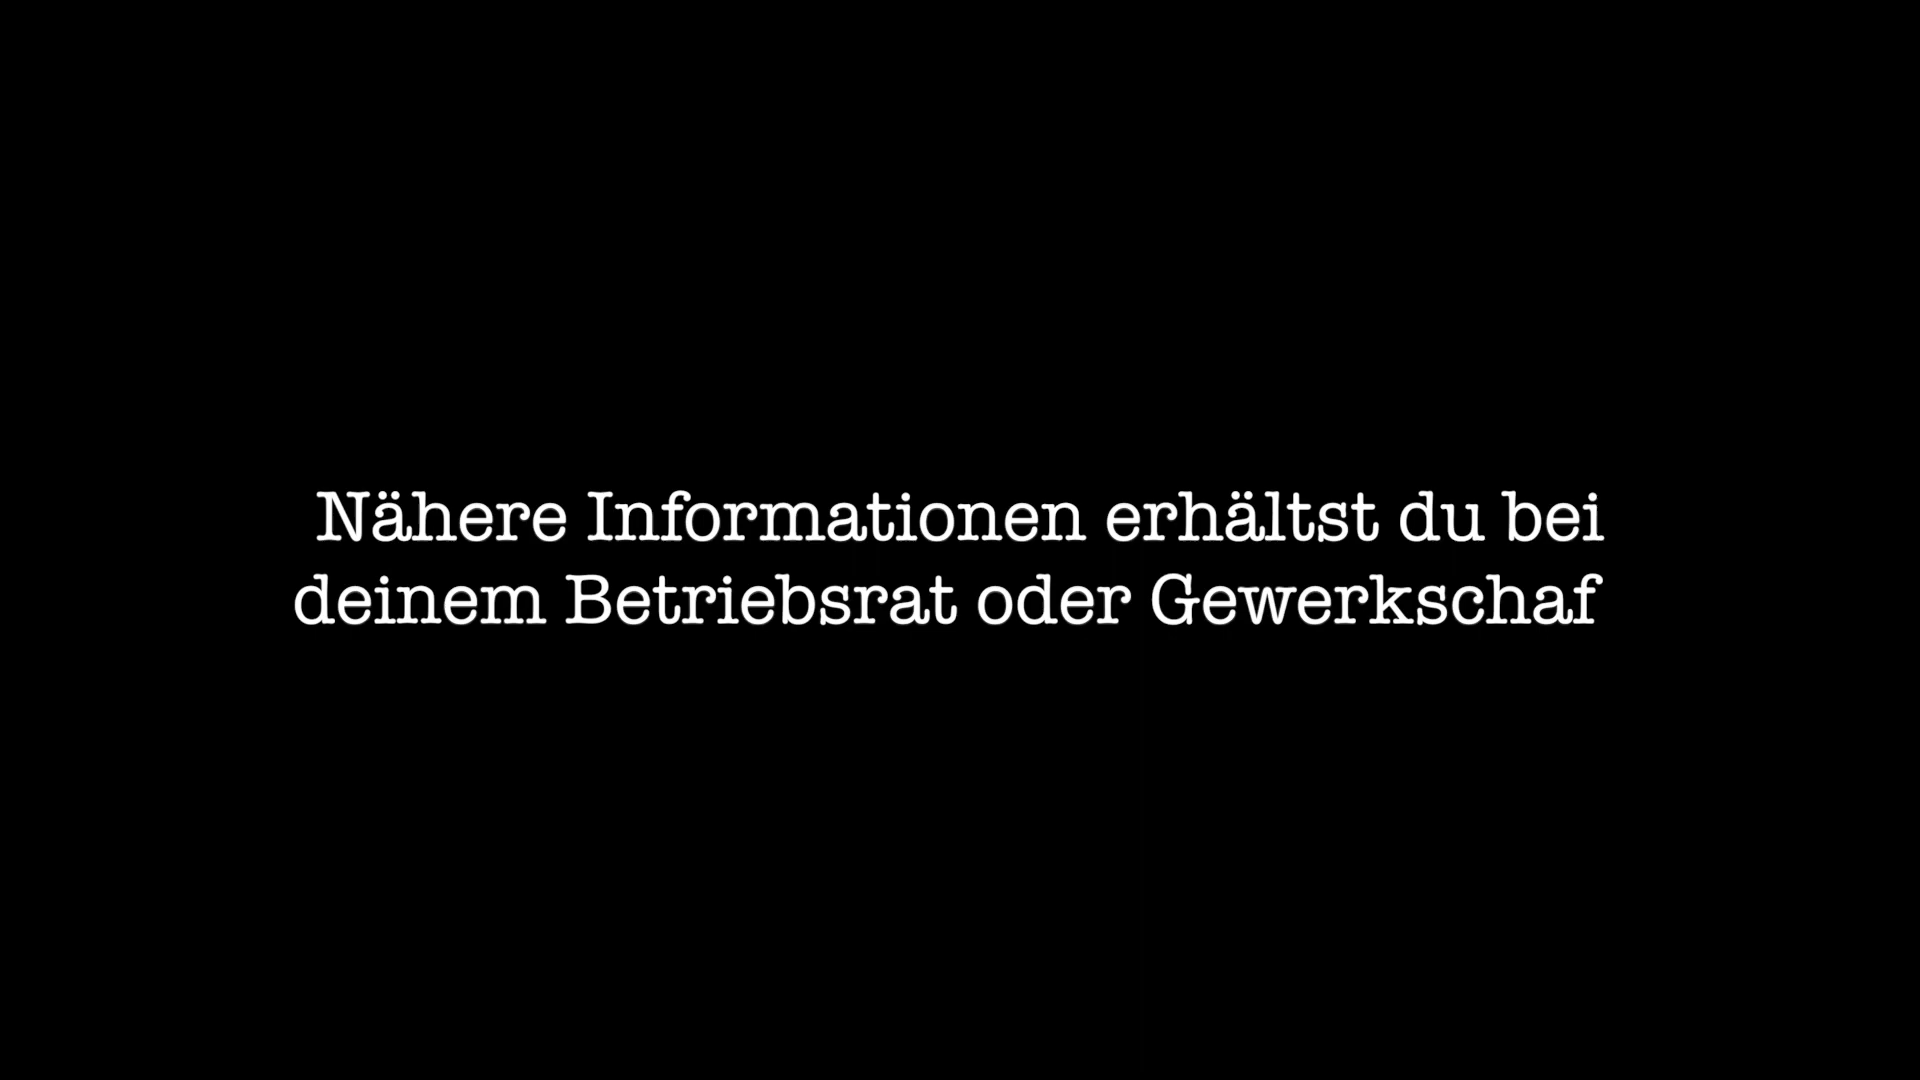 Nähere Informationen erhältst du bei
deinem Betriebsrat oder Gewerkschaf